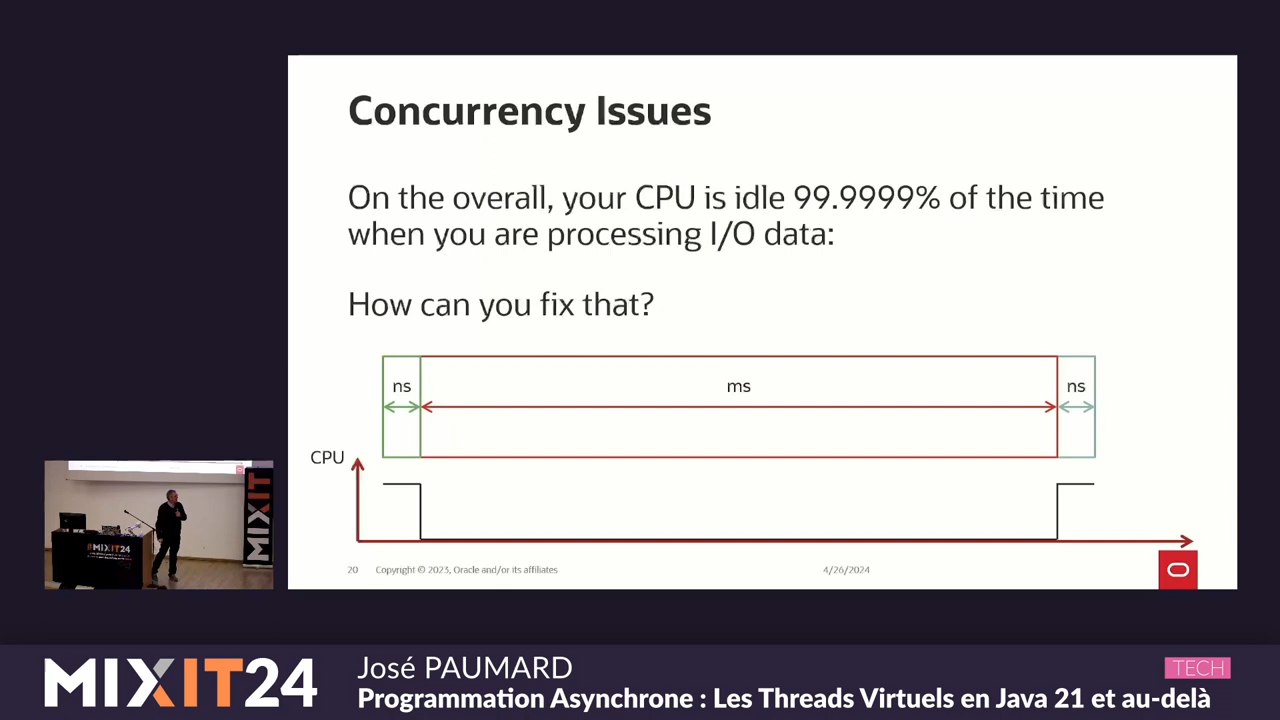 Concurrency Issues
On the overall, your CPU is idle 99.9999% of the time
when you are processing I/O data:
How can you fix that?
ns
ms
ns
CPU
20
Copyright © 2023, Oracle and/or its affiliates
4/26/2024
#MIXIT24
MIXIT
MIXIT24
José PAUMARD
TECH
Programmation Asynchrone : Les Threads Virtuels en Java 21 et au-delà